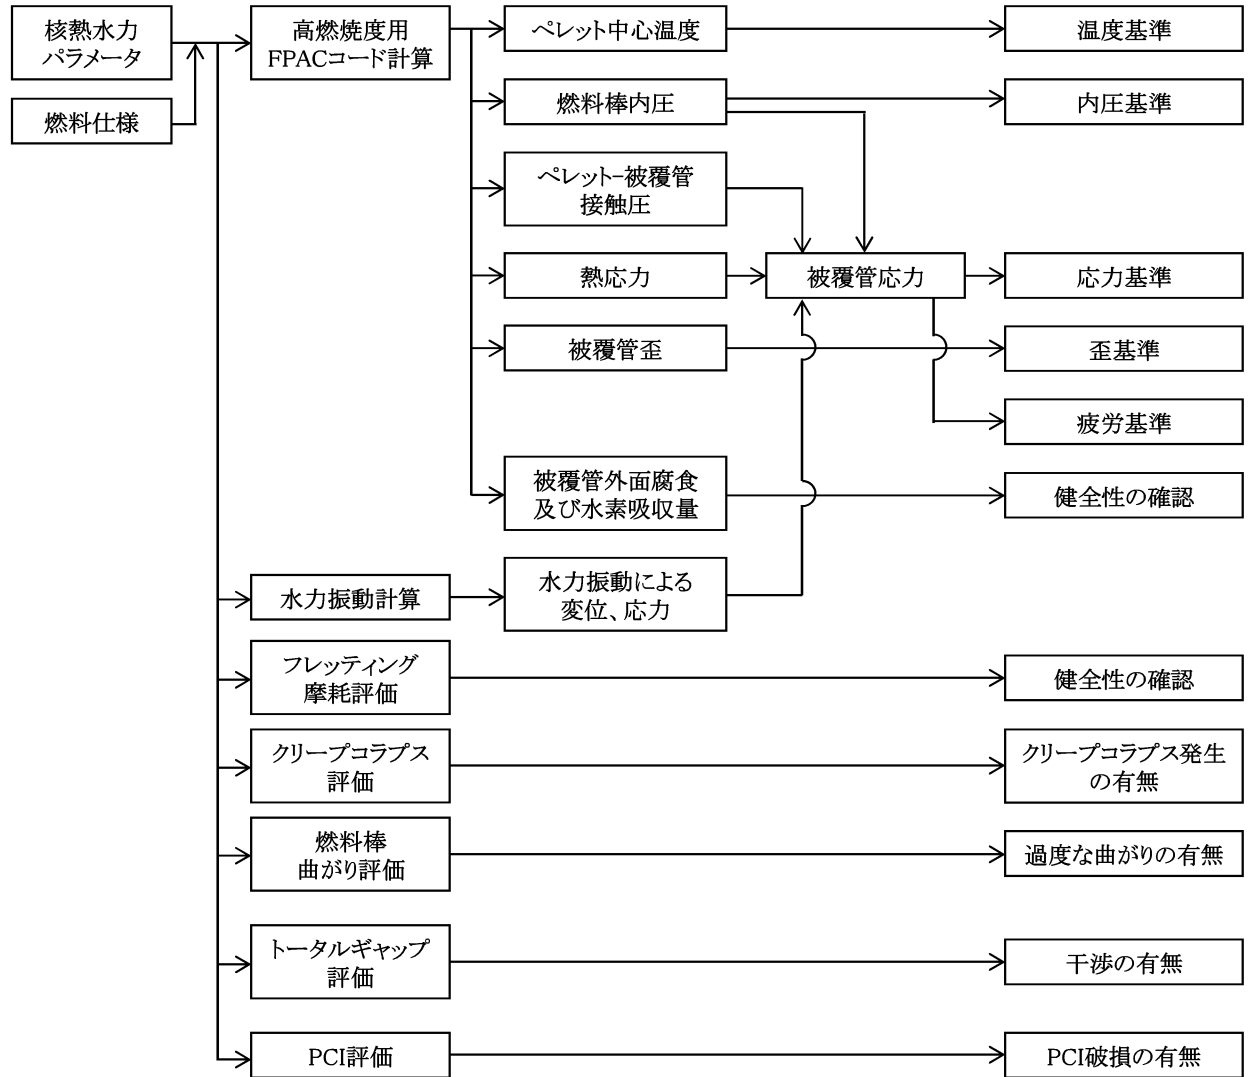 核熱水力
パラメータ
燃料仕様
高燃焼度用
FPACコード計算
ペレット中心温度
温度基準
燃料棒内圧
内圧基準
ペレット−被覆管
接触圧
熱応力
被覆管応力
応力基準
被覆管歪
歪基準
疲労基準
被覆管外面腐食
及び水素吸収量
健全性の確認
水力振動計算
水力振動による
変位、応力
フレッティング
摩耗評価
健全性の確認
クリープコラプス
評価
クリープコラプス発生
の有無
燃料棒
曲がり評価
過度な曲がりの有無
トータルギャップ
評価
干渉の有無
PCI評価
PCI破損の有無